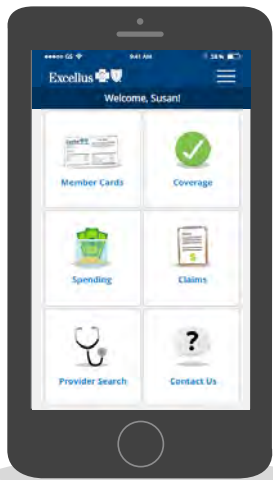 9:41 AM
Excellus
Welcome, Susan!
Member Cards
Coverage
Spending
Claims
$
Provider Search
?
Contact Us